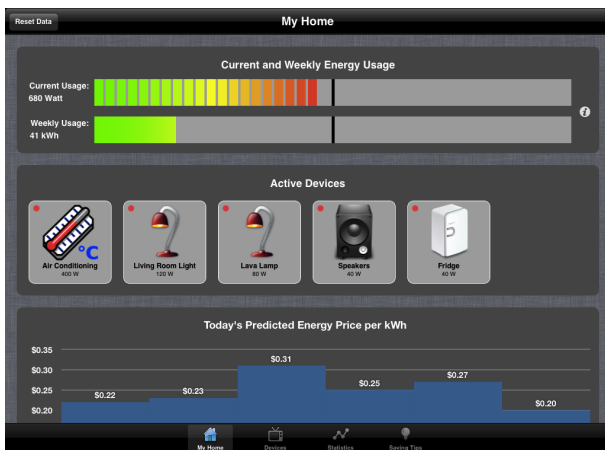 Reset Data
My Home
Current and Weekly Energy Usage
Current Usage:
680 Watt
Weekly Usage:
41 kWh
i
Active Devices
°C
Air Conditioning
400 W
Living Room Light
120 W
Lava Lamp
80 W
Speakers
40 W
Fridge
40 W
Today's Predicted Energy Price per kWh
$0.35
$0.30
$0.25
$0.20
$0.22
$0.23
$0.31
$0.25
$0.27
$0.20
My Home
Devices
Statistics
Saving Tips